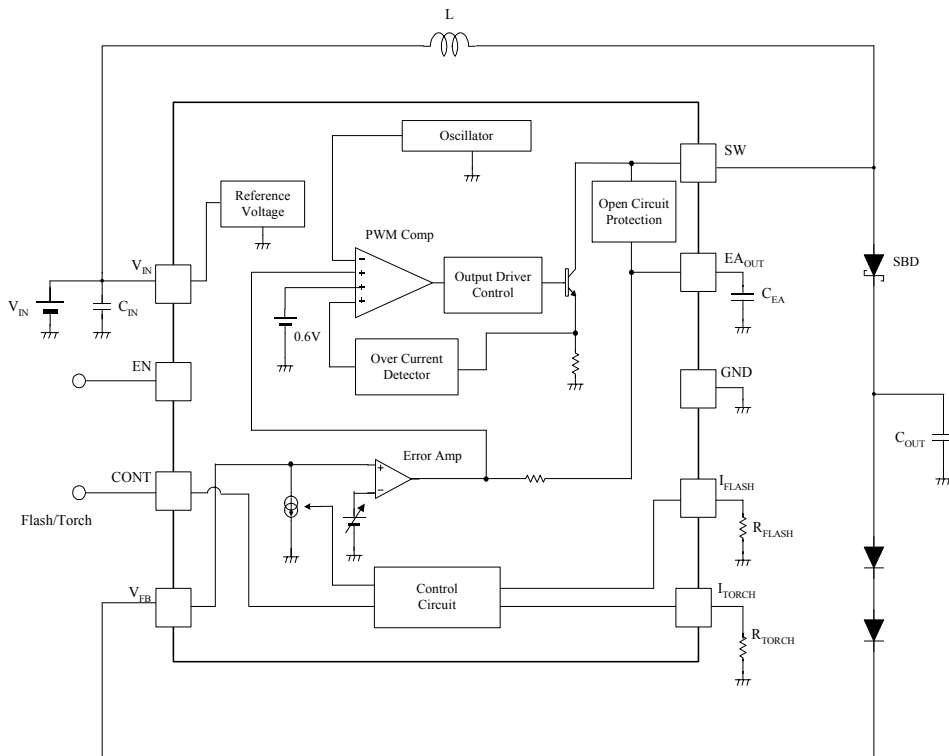 L
Oscillator
SW
Reference
Voltage
Open Circuit
Protection
PWM Comp
V_IN
EA_OUT
SBD
Output Driver
Control
V_IN
C_IN
C_EA
0.6V
Over Current
Detector
EN
GND
C_OUT
Error Amp
CONT
I_FLASH
Flash/Torch
R_FLASH
V_FB
Control
Circuit
I_TORCH
R_TORCH